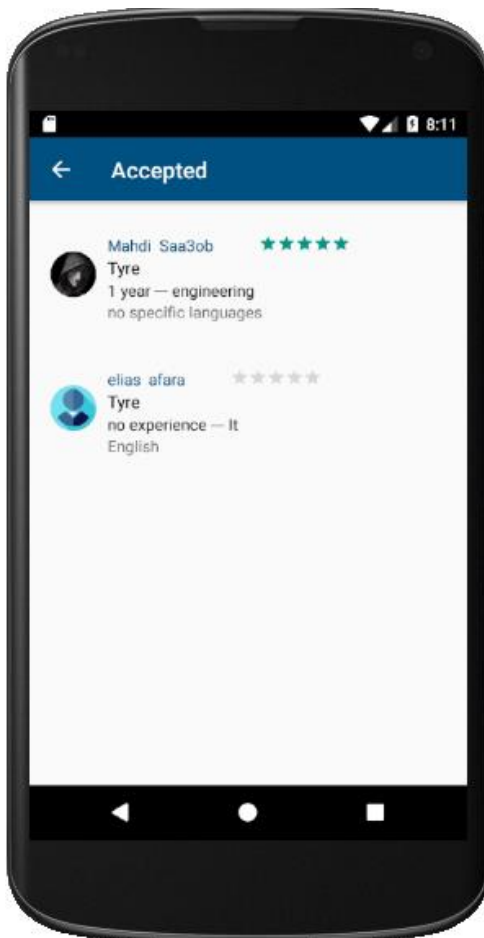 8:11
Accepted
Mahdi Saa3ob
Tyre
1 year — engineering
no specific languages
elias afara
Tyre
no experience — It
English